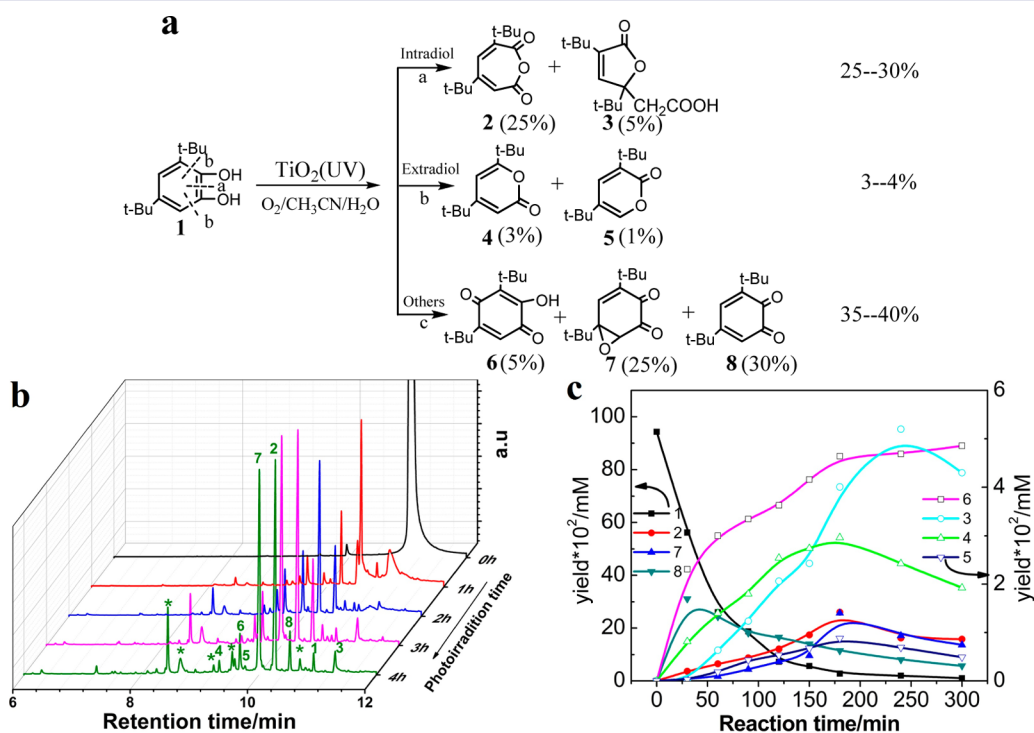 a
t-Bu
b
OH
a
OH
b
t-Bu
1
TiO₂(UV)
O₂/CH₃CN/H₂O
Intradiol
a
t-Bu
O
O
t-Bu
O
2 (25%)
+
t-Bu
O
O
t-Bu
CH₂COOH
3 (5%)
25--30%
Extradiol
b
t-Bu
O
t-Bu
O
4 (3%)
+
t-Bu
O
O
t-Bu
5 (1%)
3--4%
Others
c
t-Bu
O
OH
t-Bu
O
6 (5%)
+
t-Bu
O
t-Bu
O
O
7 (25%)
+
t-Bu
O
t-Bu
O
8 (30%)
35--40%
b
a.u
7
2
*
*
*
4
*
6
5
8
*
1
3
0h
1h
2h
3h
4h
Photoirradition time
6
8
10
12
Retention time/min
c
100
80
60
40
20
0
yield*10²/mM
1
2
7
8
6
3
4
5
6
4
2
0
yield*10²/mM
0 50 100 150 200 250 300
Reaction time/min